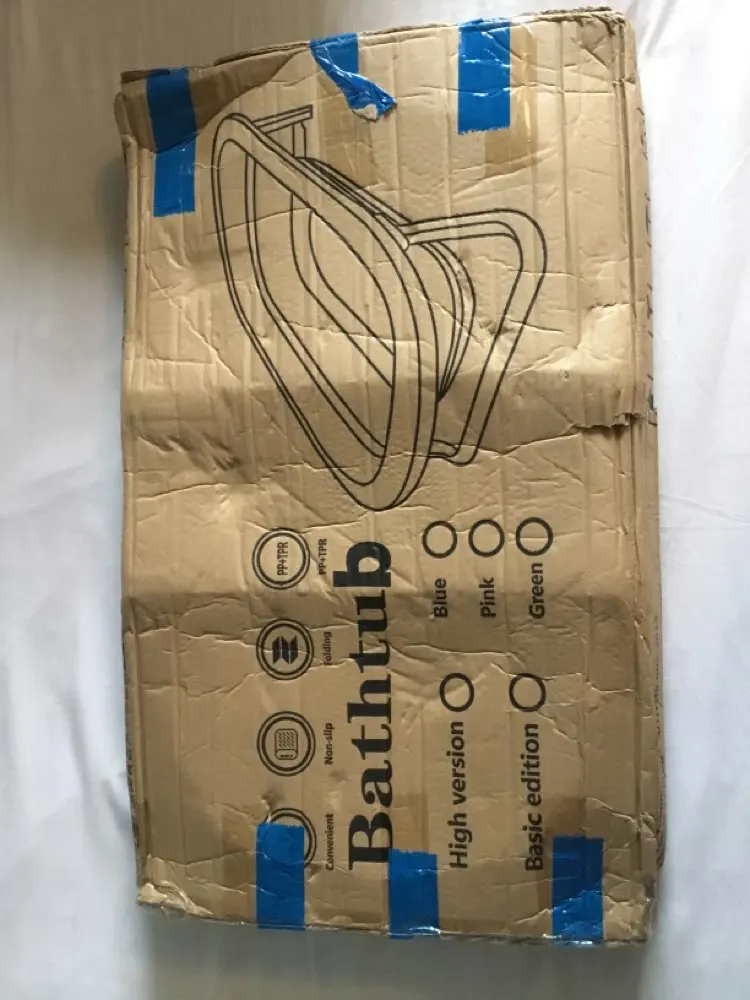 PP+TPR
Convenient
Non-slip
Folding
PP+TPR
Bathtub
High version
Blue
Pink
Basic edition
Green